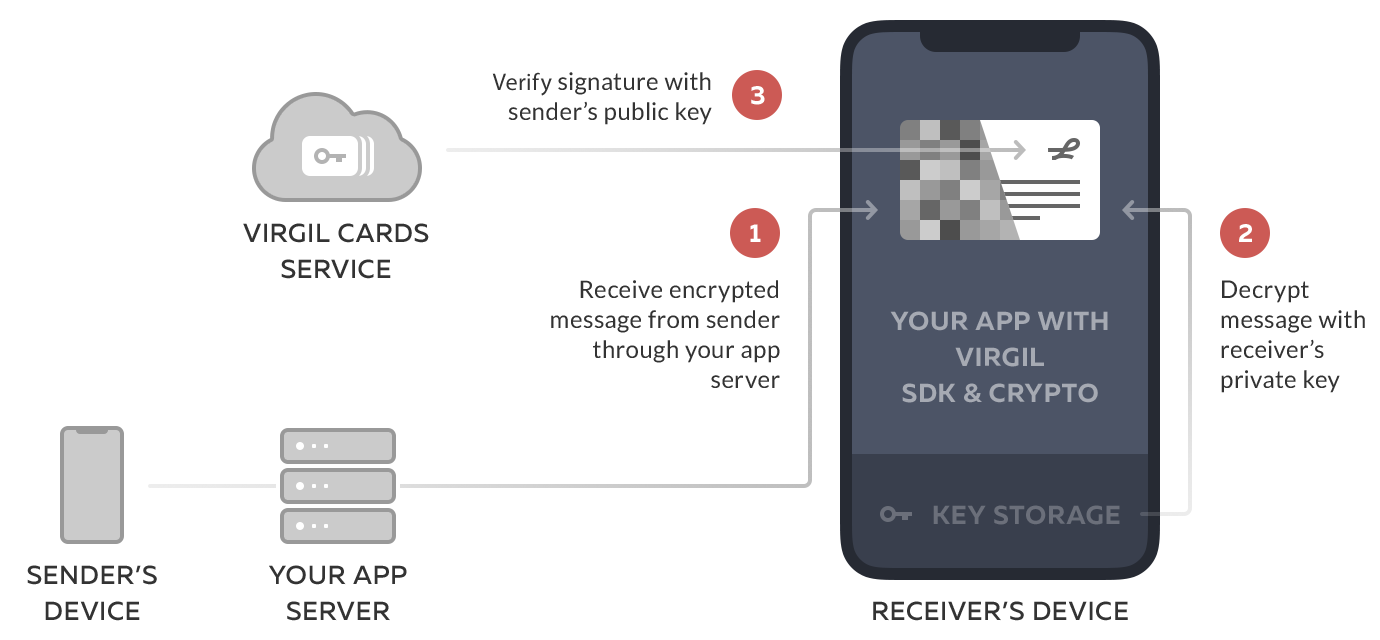 Verify signature with
sender’s public key
3
VIRGIL CARDS
SERVICE
1
Receive encrypted
message from sender
through your app
server
2
Decrypt
message with
receiver’s
private key
YOUR APP WITH
VIRGIL
SDK & CRYPTO
KEY STORAGE
SENDER’S
DEVICE
YOUR APP
SERVER
RECEIVER’S DEVICE